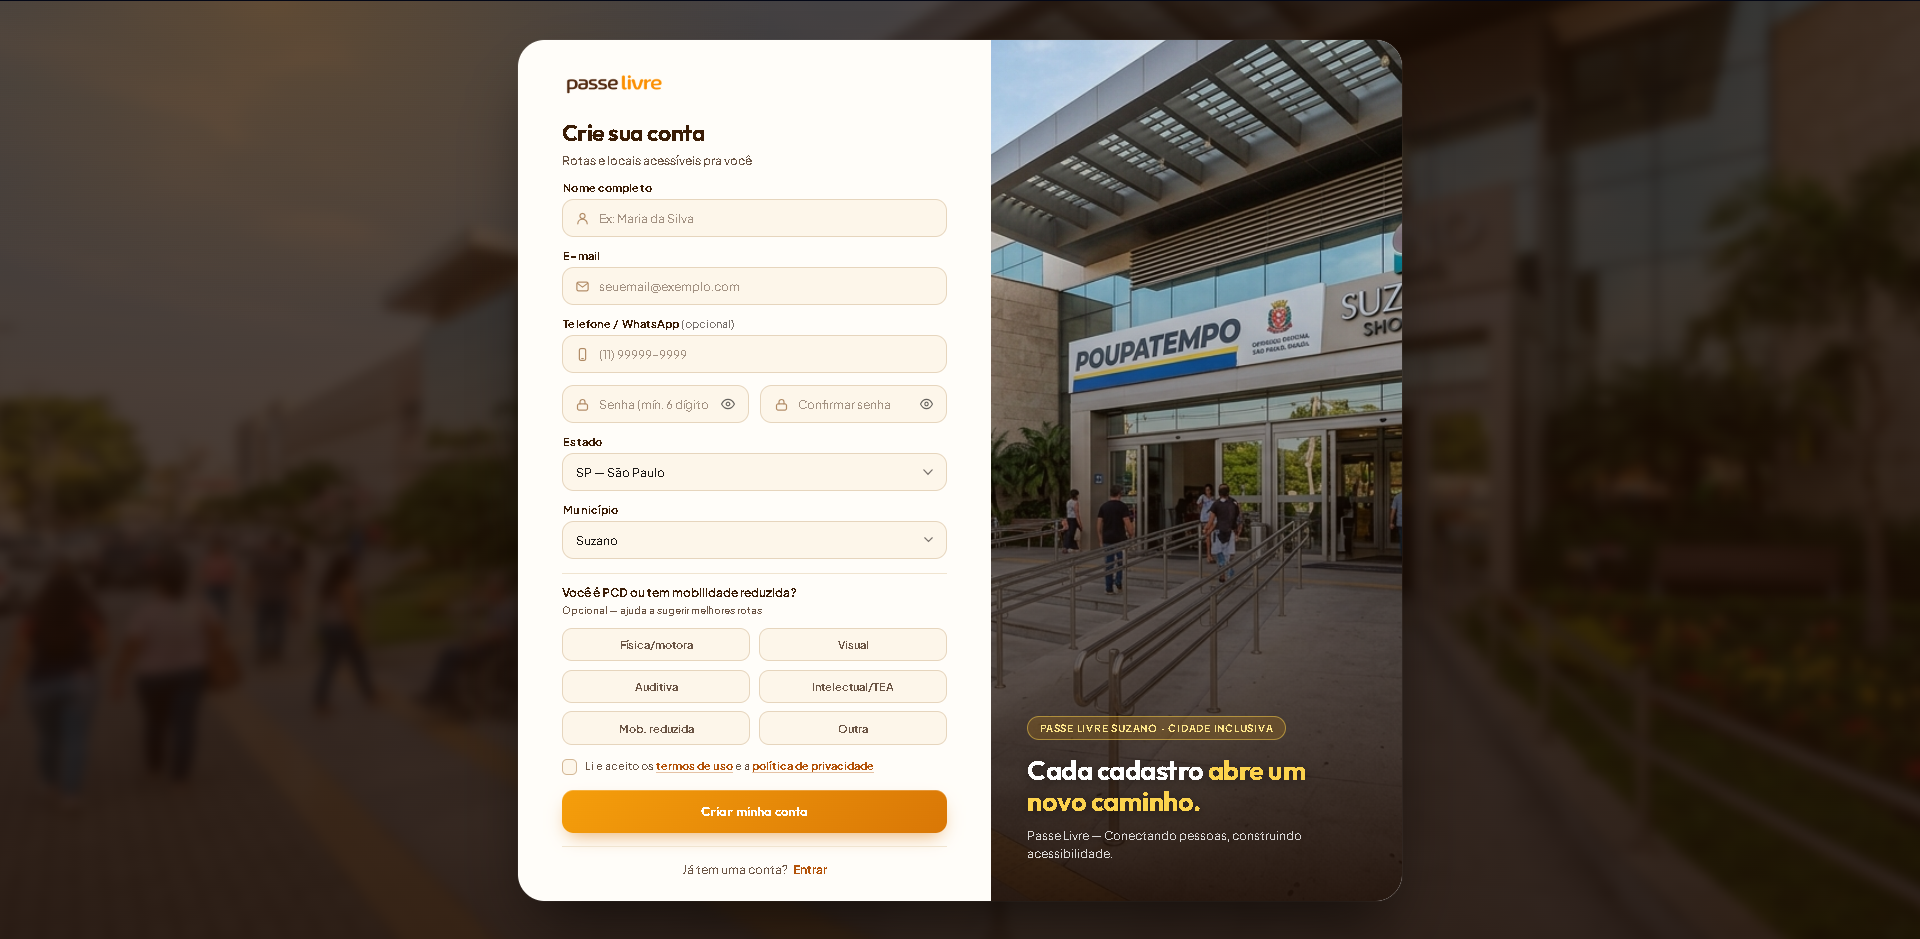 passe livre
Crie sua conta
Rotas e locais acessíveis pra você
Nome completo
Ex: Maria da Silva
E-mail
seuemail@exemplo.com
Telefone / WhatsApp (opcional)
(11) 99999-9999
Senha (mín. 6 dígito
Confirmar senha
Estado
SP — São Paulo
Município
Suzano
Você é PCD ou tem mobilidade reduzida?
Opcional — ajuda a sugerir melhores rotas
Física/motora
Visual
Auditiva
Intelectual/TEA
Mob. reduzida
Outra
Li e aceito os termos de uso e a política de privacidade
Criar minha conta
Já tem uma conta? Entrar
POUPATEMPO
SUZ
SHO
PASSE LIVRE SUZANO · CIDADE INCLUSIVA
Cada cadastro abre um
novo caminho.
Passe Livre — Conectando pessoas, construindo
acessibilidade.